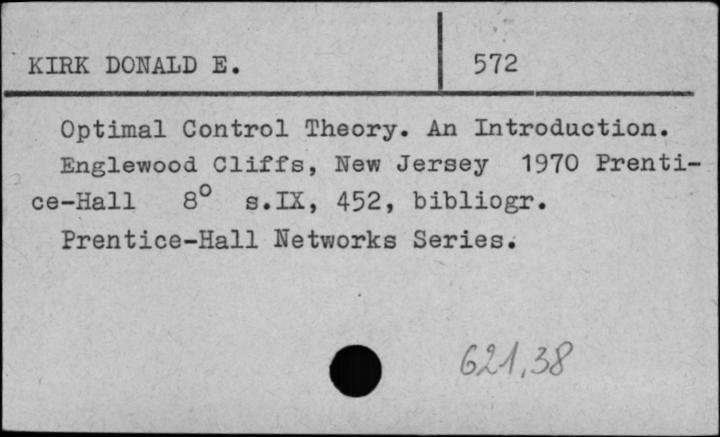 KIRK DONALD E. 572
Optimal Control Theory. An Introduction.
Englewood Cliffs, New Jersey 1970 Prenti-
ce-Hall 8° s.IX, 452, bibliogr.
Prentice-Hall Networks Series.
621,38